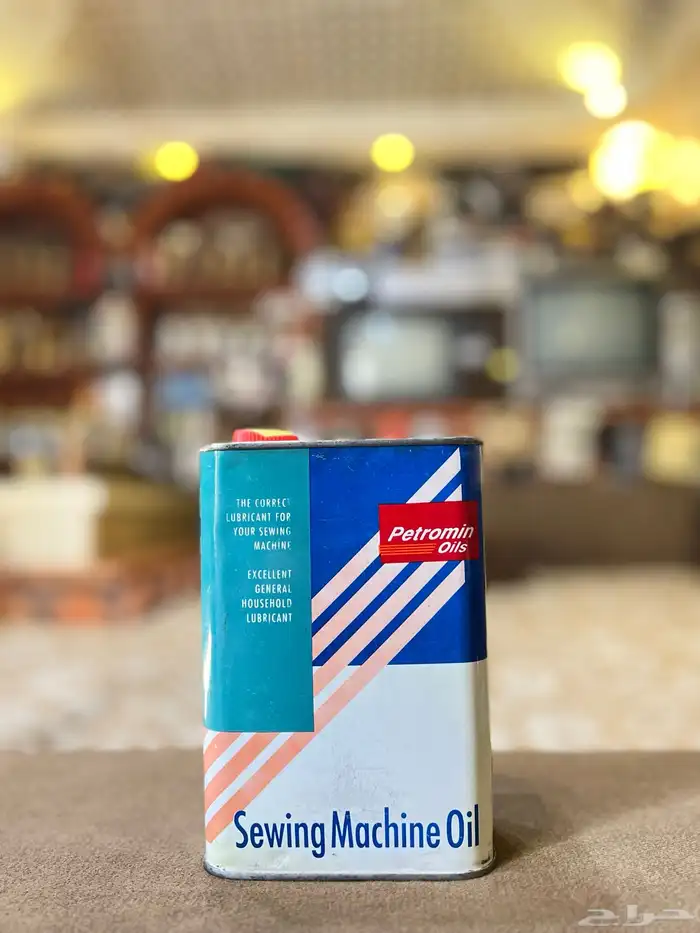 THE CORRECT
LUBRICANT FOR
YOUR SEWING
MACHINE
EXCELLENT
GENERAL
HOUSEHOLD
LUBRICANT
Petromin
Oils
Sewing Machine Oil
حراج